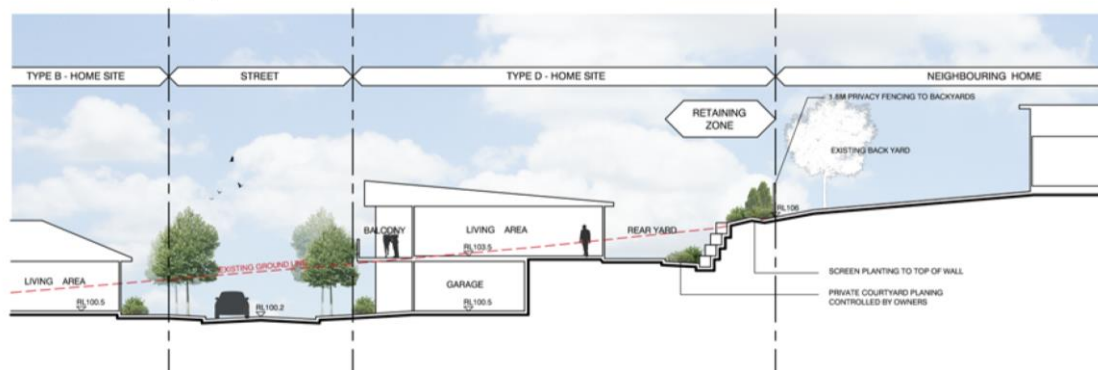 TYPE B - HOME SITE
STREET
TYPE D - HOME SITE
NEIGHBOURING HOME
1.8M PRIVACY FENCING TO BACKYARDS
RETAINING
ZONE
EXISTING BACK YARD
RL106
BALCONY
LIVING AREA
REAR YARD
RL103.5
EXISTING GROUND LINE
LIVING AREA
GARAGE
SCREEN PLANTING TO TOP OF WALL
PRIVATE COURTYARD PLANING
CONTROLLED BY OWNERS
RL100.5
RL100.2
RL100.5